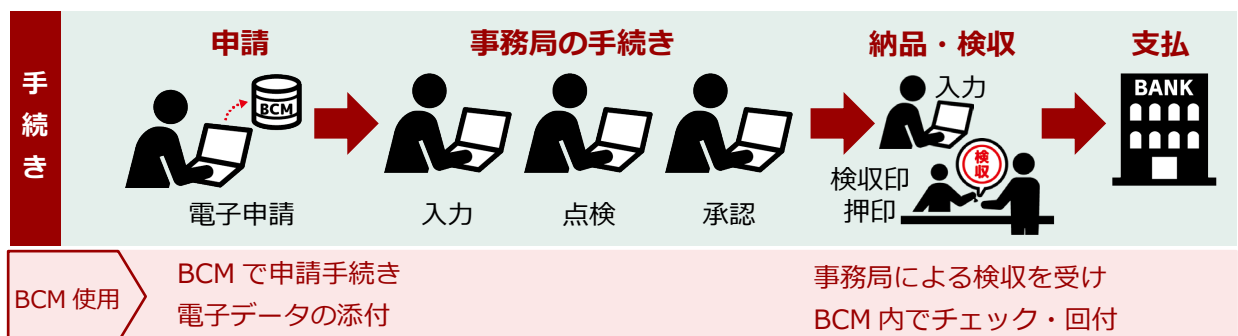 手続き
申請
事務局の手続き
納品・検収
支払
BCM
入力
BANK
検収
検収印
押印
電子申請
入力
点検
承認
BCM 使用
BCM で申請手続き
電子データの添付
事務局による検収を受け
BCM 内でチェック・回付